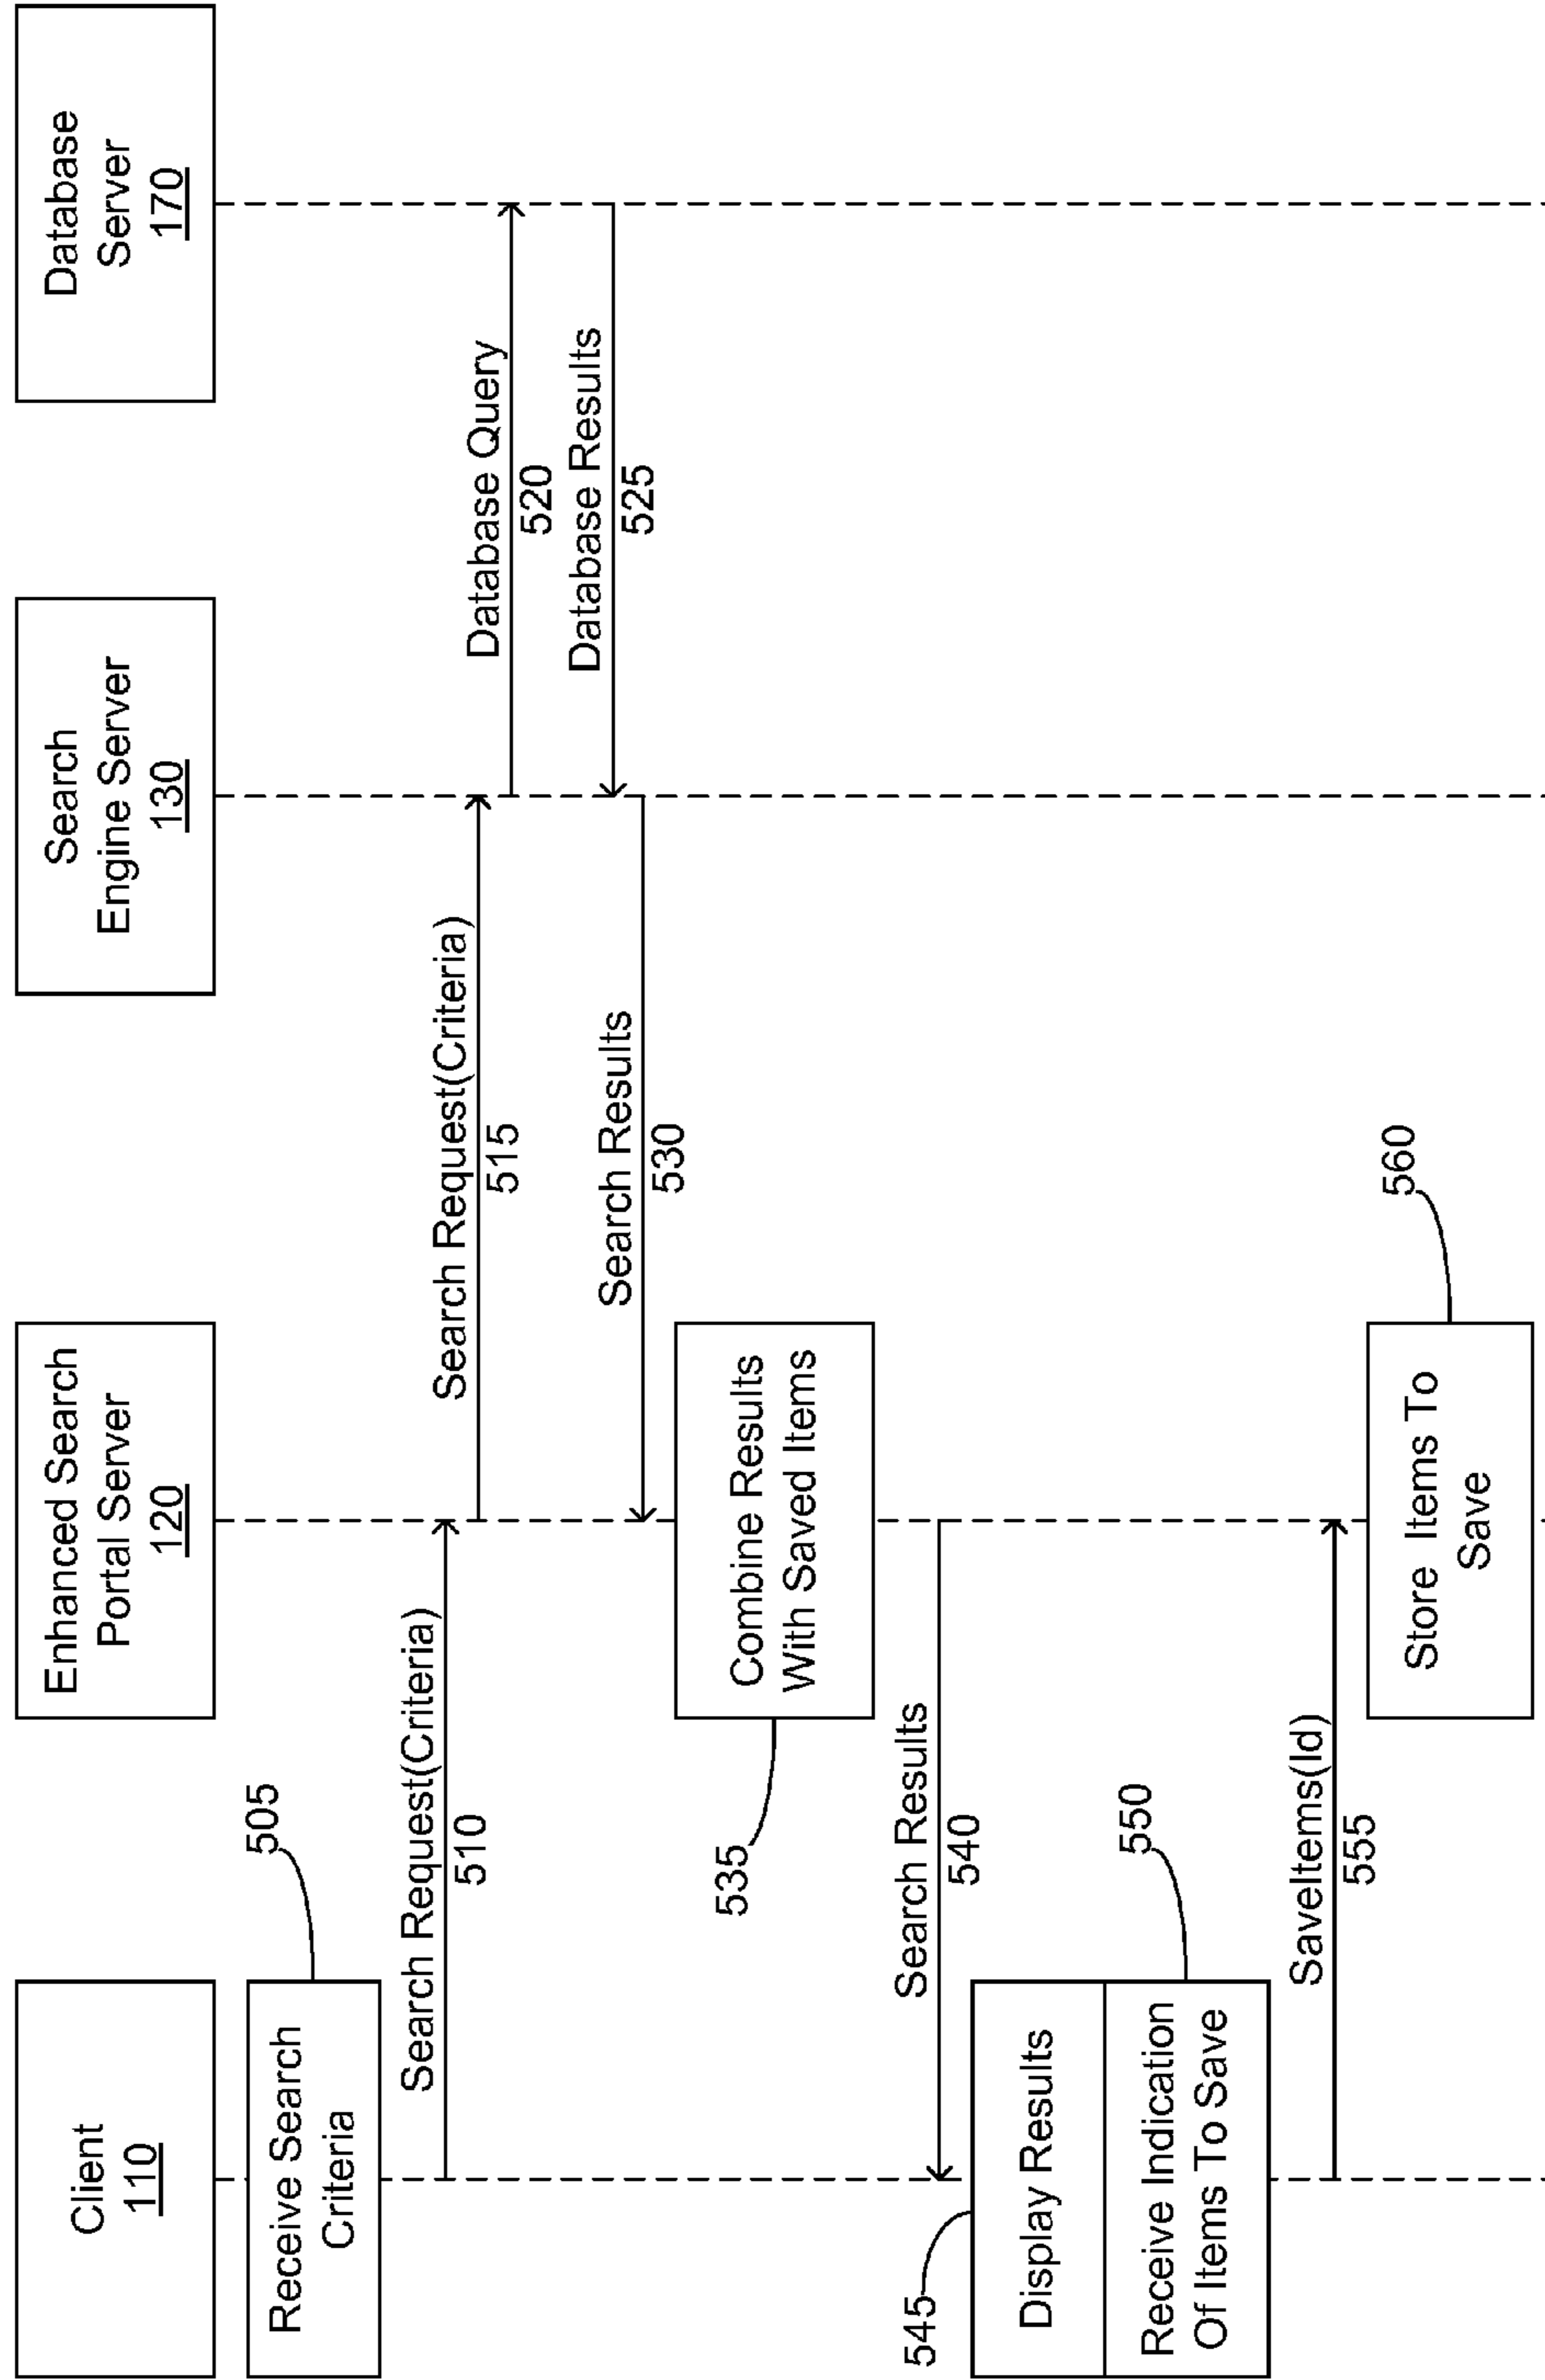 Client
110
Enhanced Search
Portal Server
120
Search
Engine Server
130
Database
Server
170
Receive Search
Criteria
505
Search Request(Criteria)
510
Search Request(Criteria)
515
Database Query
520
Database Results
525
Search Results
530
Combine Results
With Saved Items
535
Search Results
540
545
Display Results
Receive Indication
Of Items To Save
550
SaveItems(Id)
555
Store Items To
Save
560